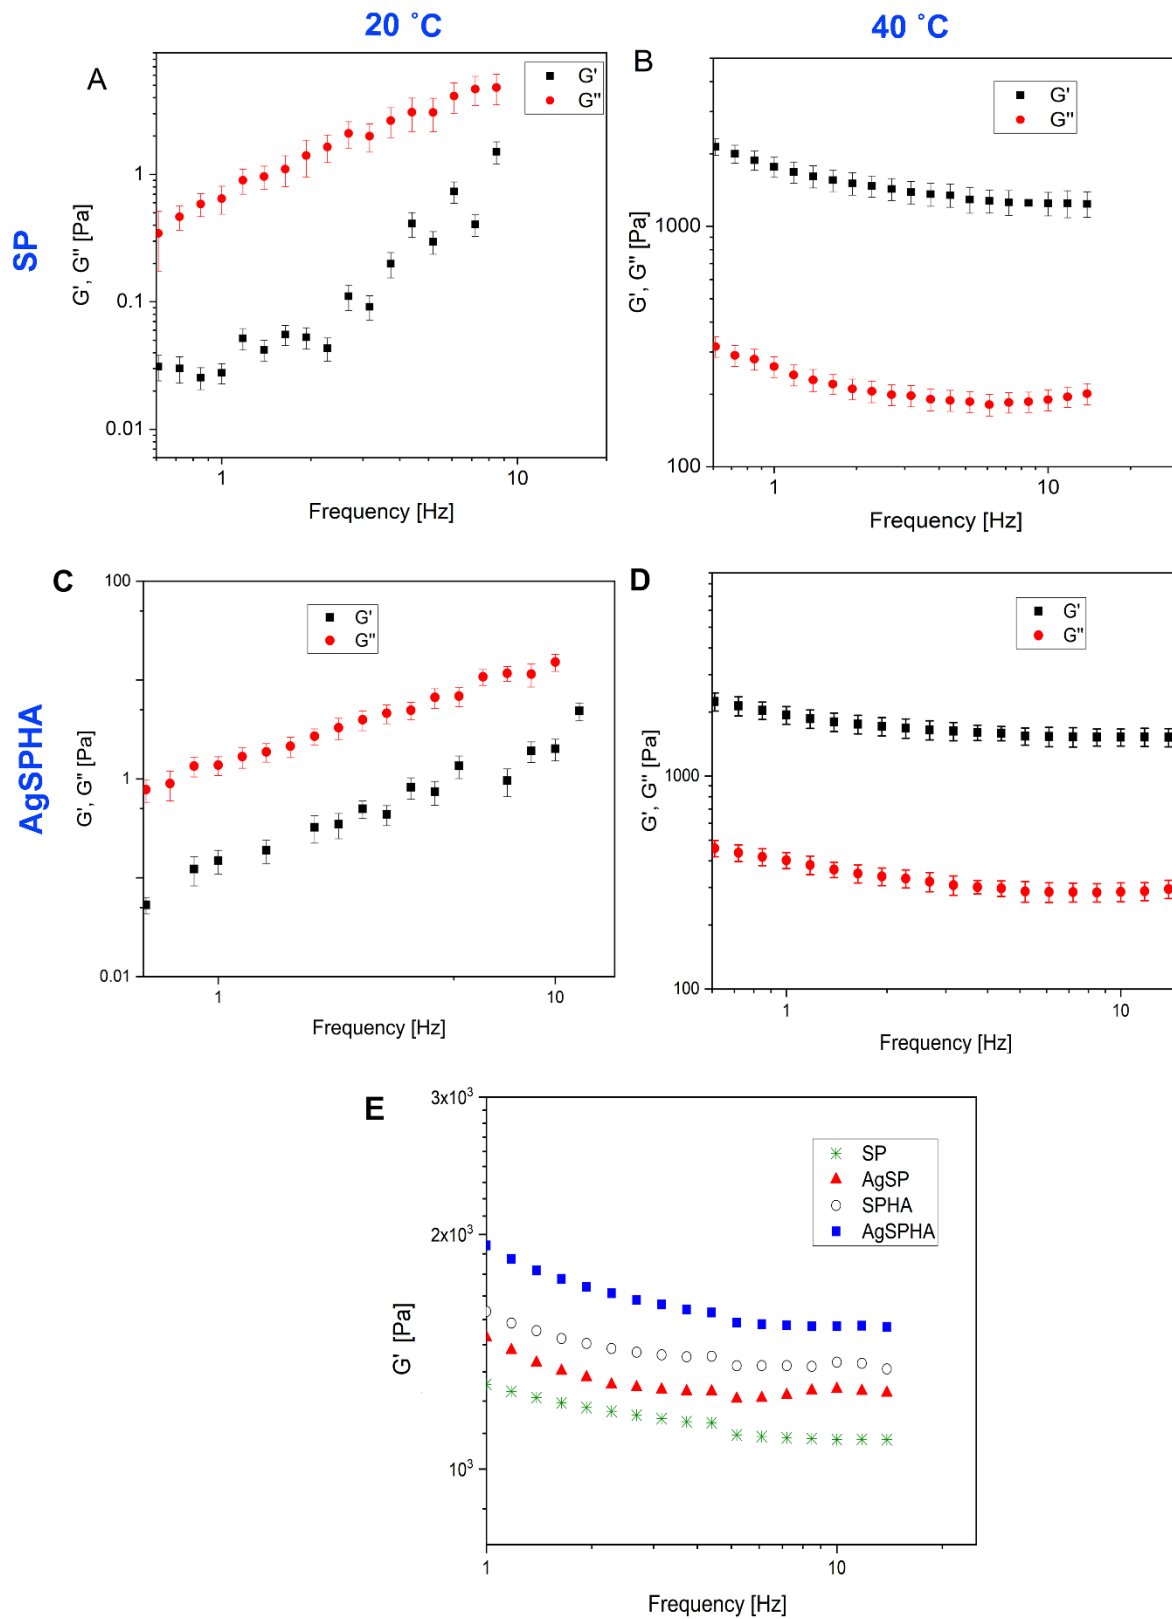 20 °C
40 °C
SP
A
G'
G"
G', G" [Pa]
1
0.1
0.01
1
10
Frequency [Hz]
B
G'
G"
G', G" [Pa]
1000
100
1
10
Frequency [Hz]
AgSPHA
C
G'
G"
G', G" [Pa]
100
1
0.01
1
10
Frequency [Hz]
D
G'
G"
G', G" [Pa]
1000
100
1
10
Frequency [Hz]
E
SP
AgSP
SPHA
AgSPHA
G' [Pa]
3x10³
2x10³
10³
1
10
Frequency [Hz]